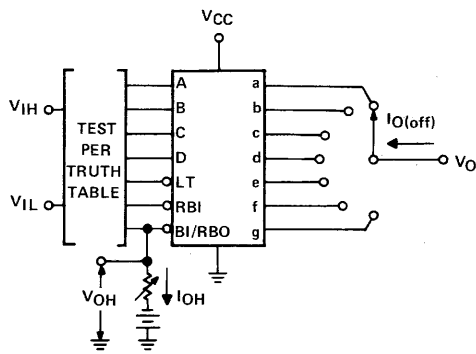 VCC
A
B
C
D
LT
RBI
BI/RBO
a
b
c
d
e
f
g
VIH
VIL
TEST
PER
TRUTH
TABLE
IO(off)
VO
VOH
IOH